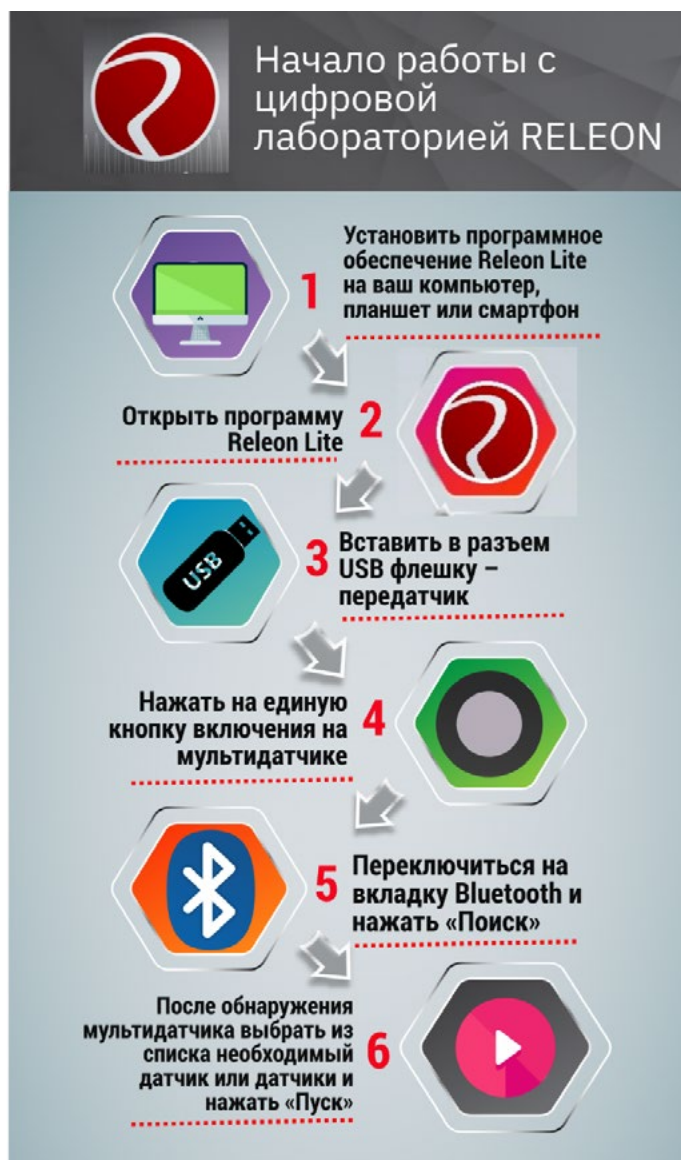 Начало работы с
цифровой
лабораторией RELEON
1
Установить программное
обеспечение Releon Lite
на ваш компьютер,
планшет или смартфон
Открыть программу
Releon Lite
2
USB
3
Вставить в разъем
USB флешку –
передатчик
Нажать на единую
кнопку включения на
мультидатчике
4
5
Переключиться на
вкладку Bluetooth и
нажать «Поиск»
После обнаружения
мультидатчика выбрать из
списка необходимый
датчик или датчики и
нажать «Пуск»
6